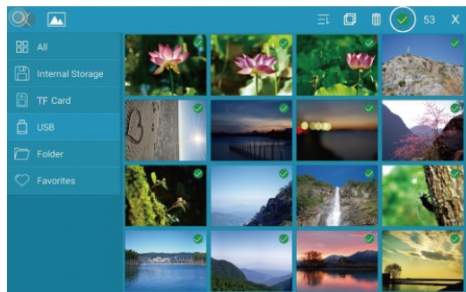 53 X
All
Internal Storage
TF Card
USB
Folder
Favorites